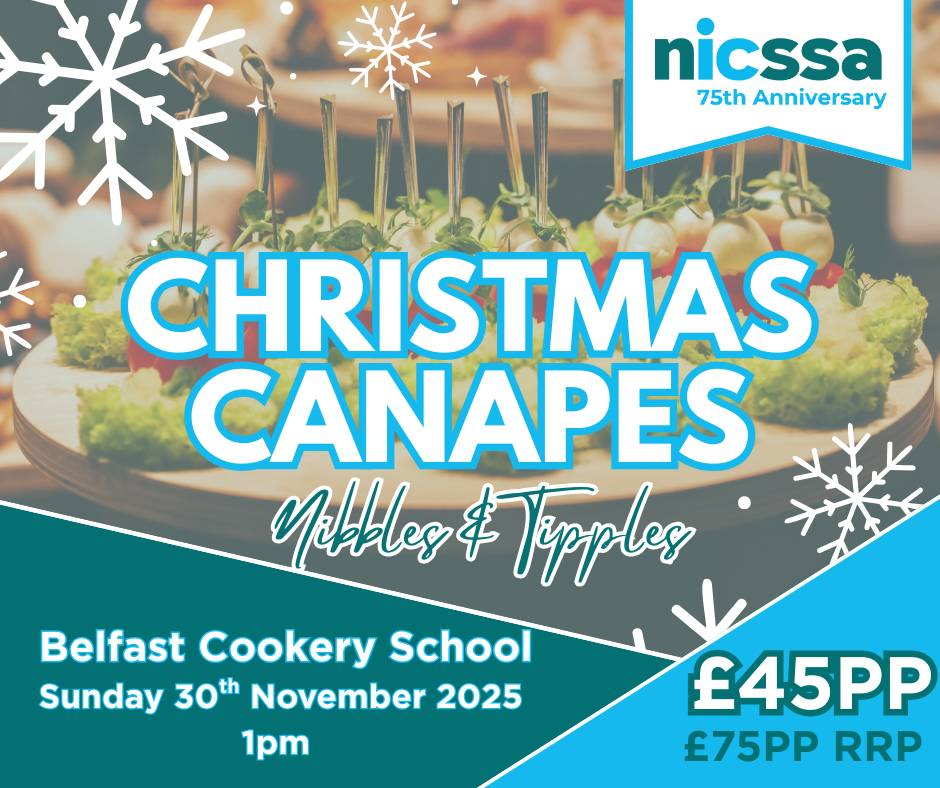 nicssa
75th Anniversary
CHRISTMAS
CANAPES
Nibbles & Tipples
Belfast Cookery School
Sunday 30th November 2025
1pm
£45PP
£75PP RRP